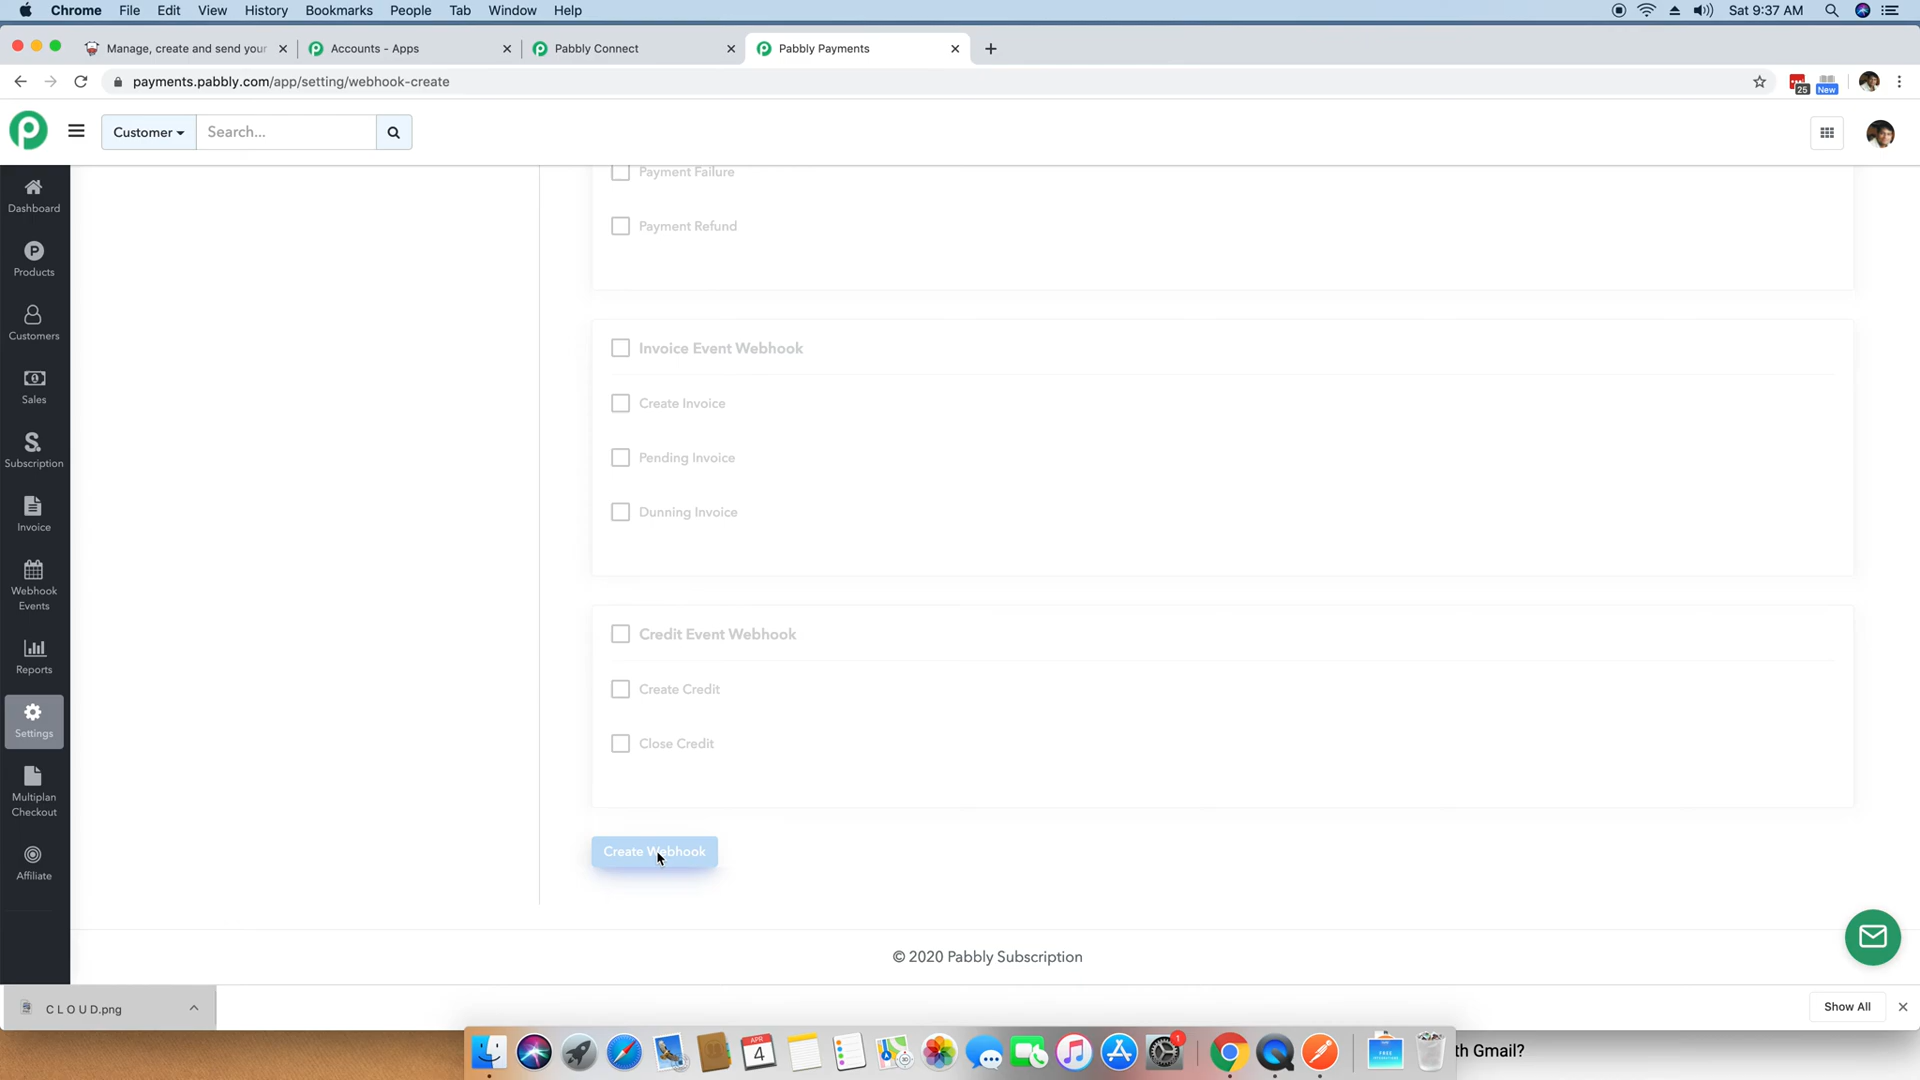 Chrome File Edit View History Bookmarks People Tab Window Help
Sat 9:37 AM
Manage, create and send your
Accounts - Apps
Pabbly Connect
Pabbly Payments
payments.pabbly.com/app/setting/webhook-create
25
New
Customer
Search...
Dashboard
Products
Customers
Sales
Subscription
Invoice
Webhook
Events
Reports
Settings
Multiplan
Checkout
Affiliate
Payment Failure
Payment Refund
Invoice Event Webhook
Create Invoice
Pending Invoice
Dunning Invoice
Credit Event Webhook
Create Credit
Close Credit
Create Webhook
© 2020 Pabbly Subscription
C L O U D.png
Show All
APR
4
1
th Gmail?